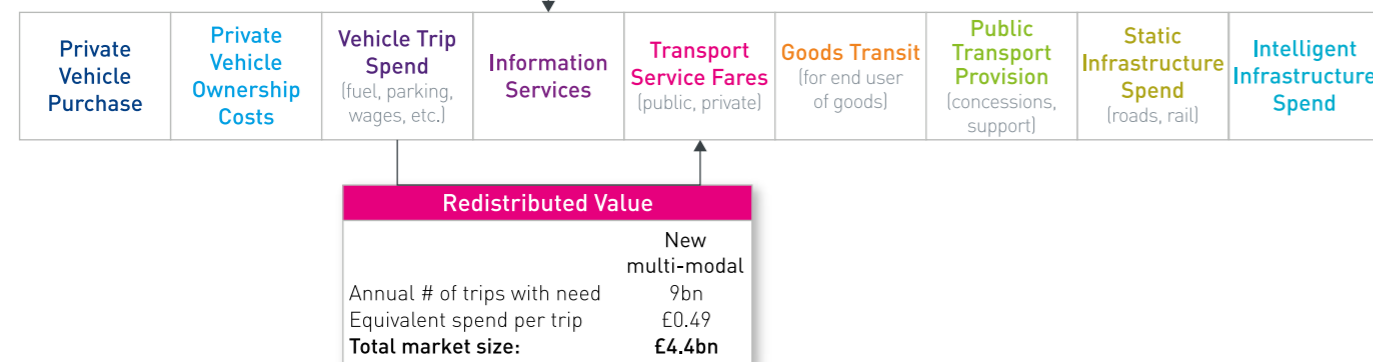 Private
Vehicle
Purchase
Private
Vehicle
Ownership
Costs
Vehicle Trip
Spend
(fuel, parking,
wages, etc.)
Information
Services
Transport
Service Fares
(public, private)
Goods Transit
(for end user
of goods)
Public
Transport
Provision
(concessions,
support)
Static
Infrastructure
Spend
(roads, rail)
Intelligent
Infrastructure
Spend
Redistributed Value
New
multi-modal
Annual # of trips with need 9bn
Equivalent spend per trip £0.49
Total market size: £4.4bn